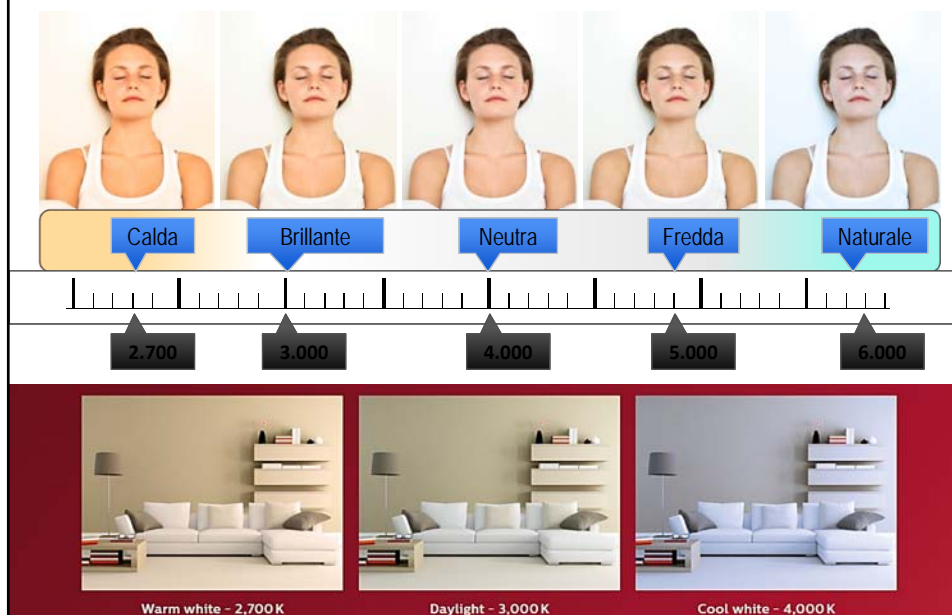 Calda Brillante Neutra Fredda Naturale
2.700 3.000 4.000 5.000 6.000
Warm white - 2,700 K Daylight - 3,000 K Cool white - 4,000 K